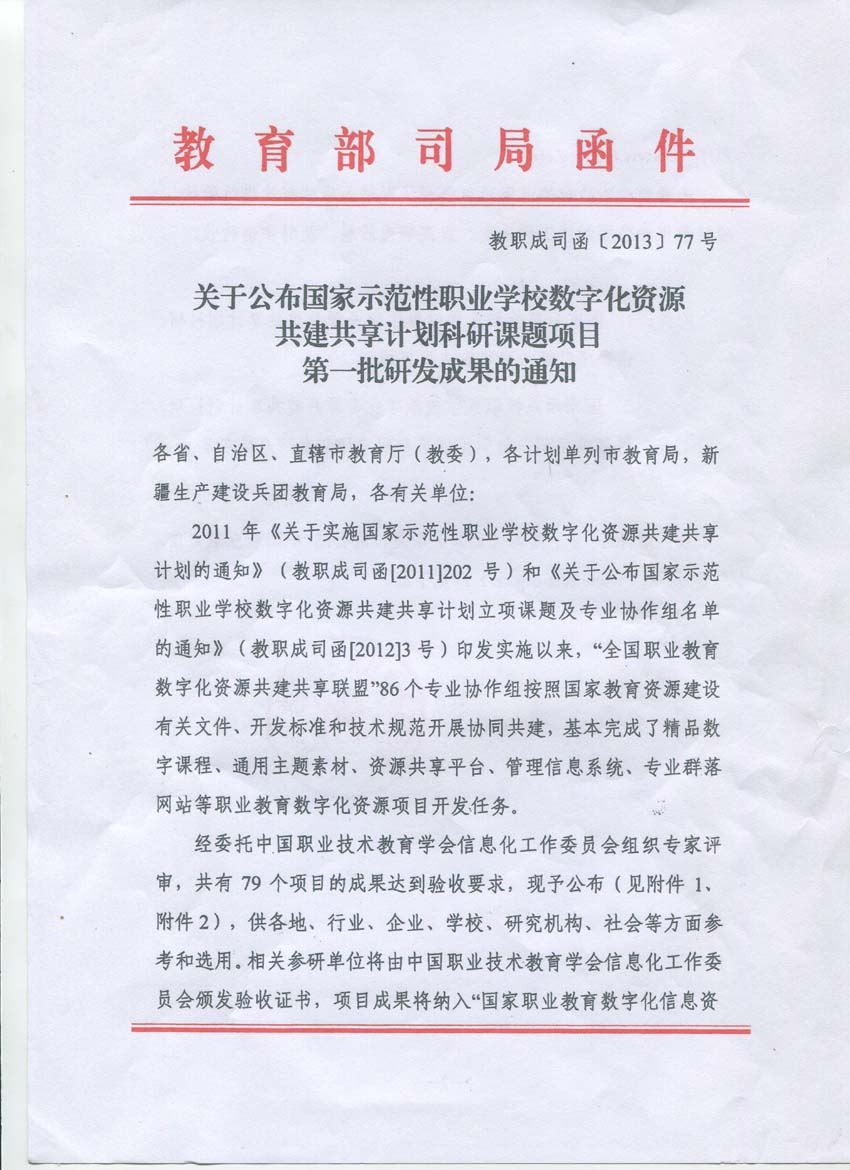 教育部司局函件
教职成司函〔2013〕77号
关于公布国家示范性职业学校数字化资源
共建共享计划科研课题项目
第一批研发成果的通知
各省、自治区、直辖市教育厅（教委），各计划单列市教育局，新
疆生产建设兵团教育局，各有关单位：
2011 年《关于实施国家示范性职业学校数字化资源共建共享
计划的通知》（教职成司函[2011]202 号）和《关于公布国家示范
性职业学校数字化资源共建共享计划立项课题及专业协作组名单
的通知》（教职成司函[2012]3 号）印发实施以来，“全国职业教育
数字化资源共建共享联盟”86 个专业协作组按照国家教育资源建设
有关文件、开发标准和技术规范开展协同共建，基本完成了精品数
字课程、通用主题素材、资源共享平台、管理信息系统、专业群落
网站等职业教育数字化资源项目开发任务。
经委托中国职业技术教育学会信息化工作委员会组织专家评
审，共有 79 个项目的成果达到验收要求，现予公布（见附件 1、
附件 2），供各地、行业、企业、学校、研究机构、社会等方面参
考和选用。相关参研单位将由中国职业技术教育学会信息化工作委
员会颁发验收证书，项目成果将纳入“国家职业教育数字化信息资